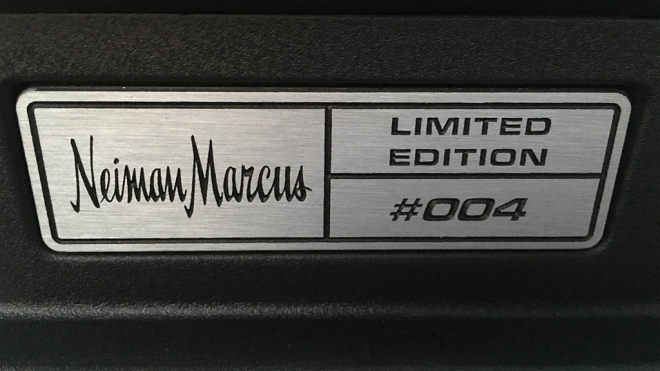 Neiman Marcus
LIMITED
EDITION
#004